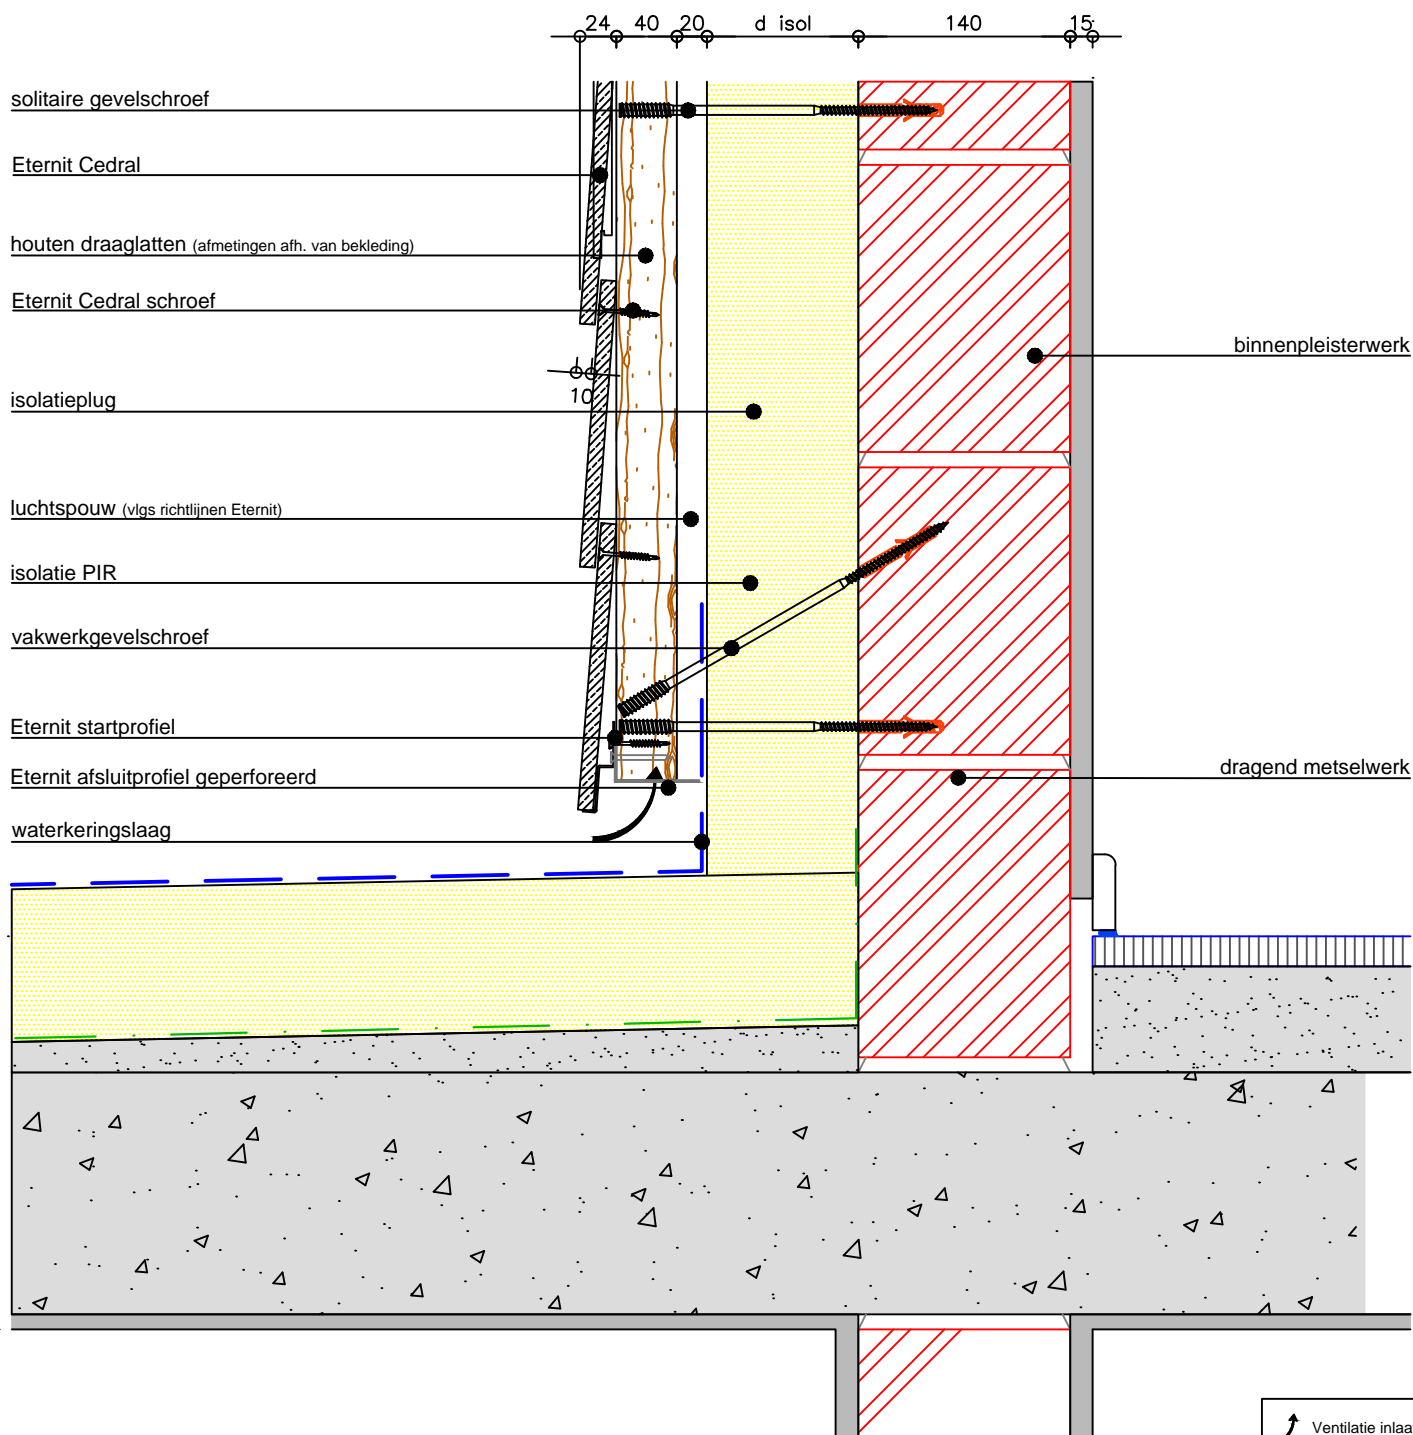 24 40 20 d isol 140 15
solitaire gevelschroef
Eternit Cedral
houten draaglatten (afmetingen afh. van bekleding)
Eternit Cedral schroef
binnenpleisterwerk
10
isolatieplug
luchtspouw (vlgs richtlijnen Eternit)
isolatie PIR
vakwerkgevelschroef
Eternit startprofiel
dragend metselwerk
Eternit afsluitprofiel geperforeerd
waterkeringslaag
Ventilatie inlaa